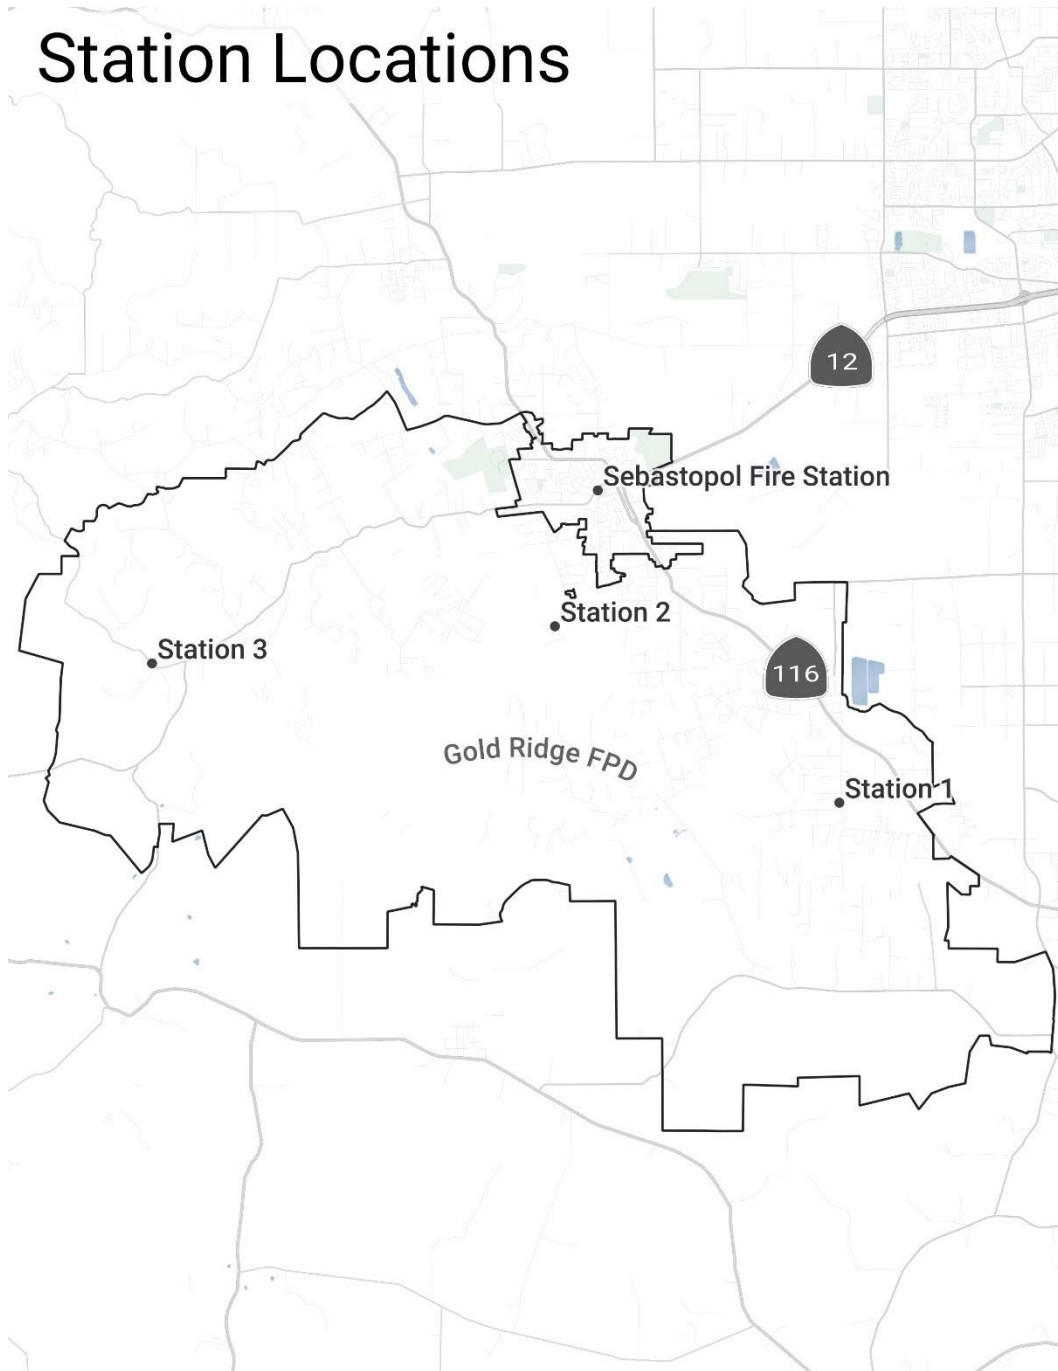 Station Locations
12
Sebastopol Fire Station
Station 2
Station 3
116
Gold Ridge FPD
Station 1